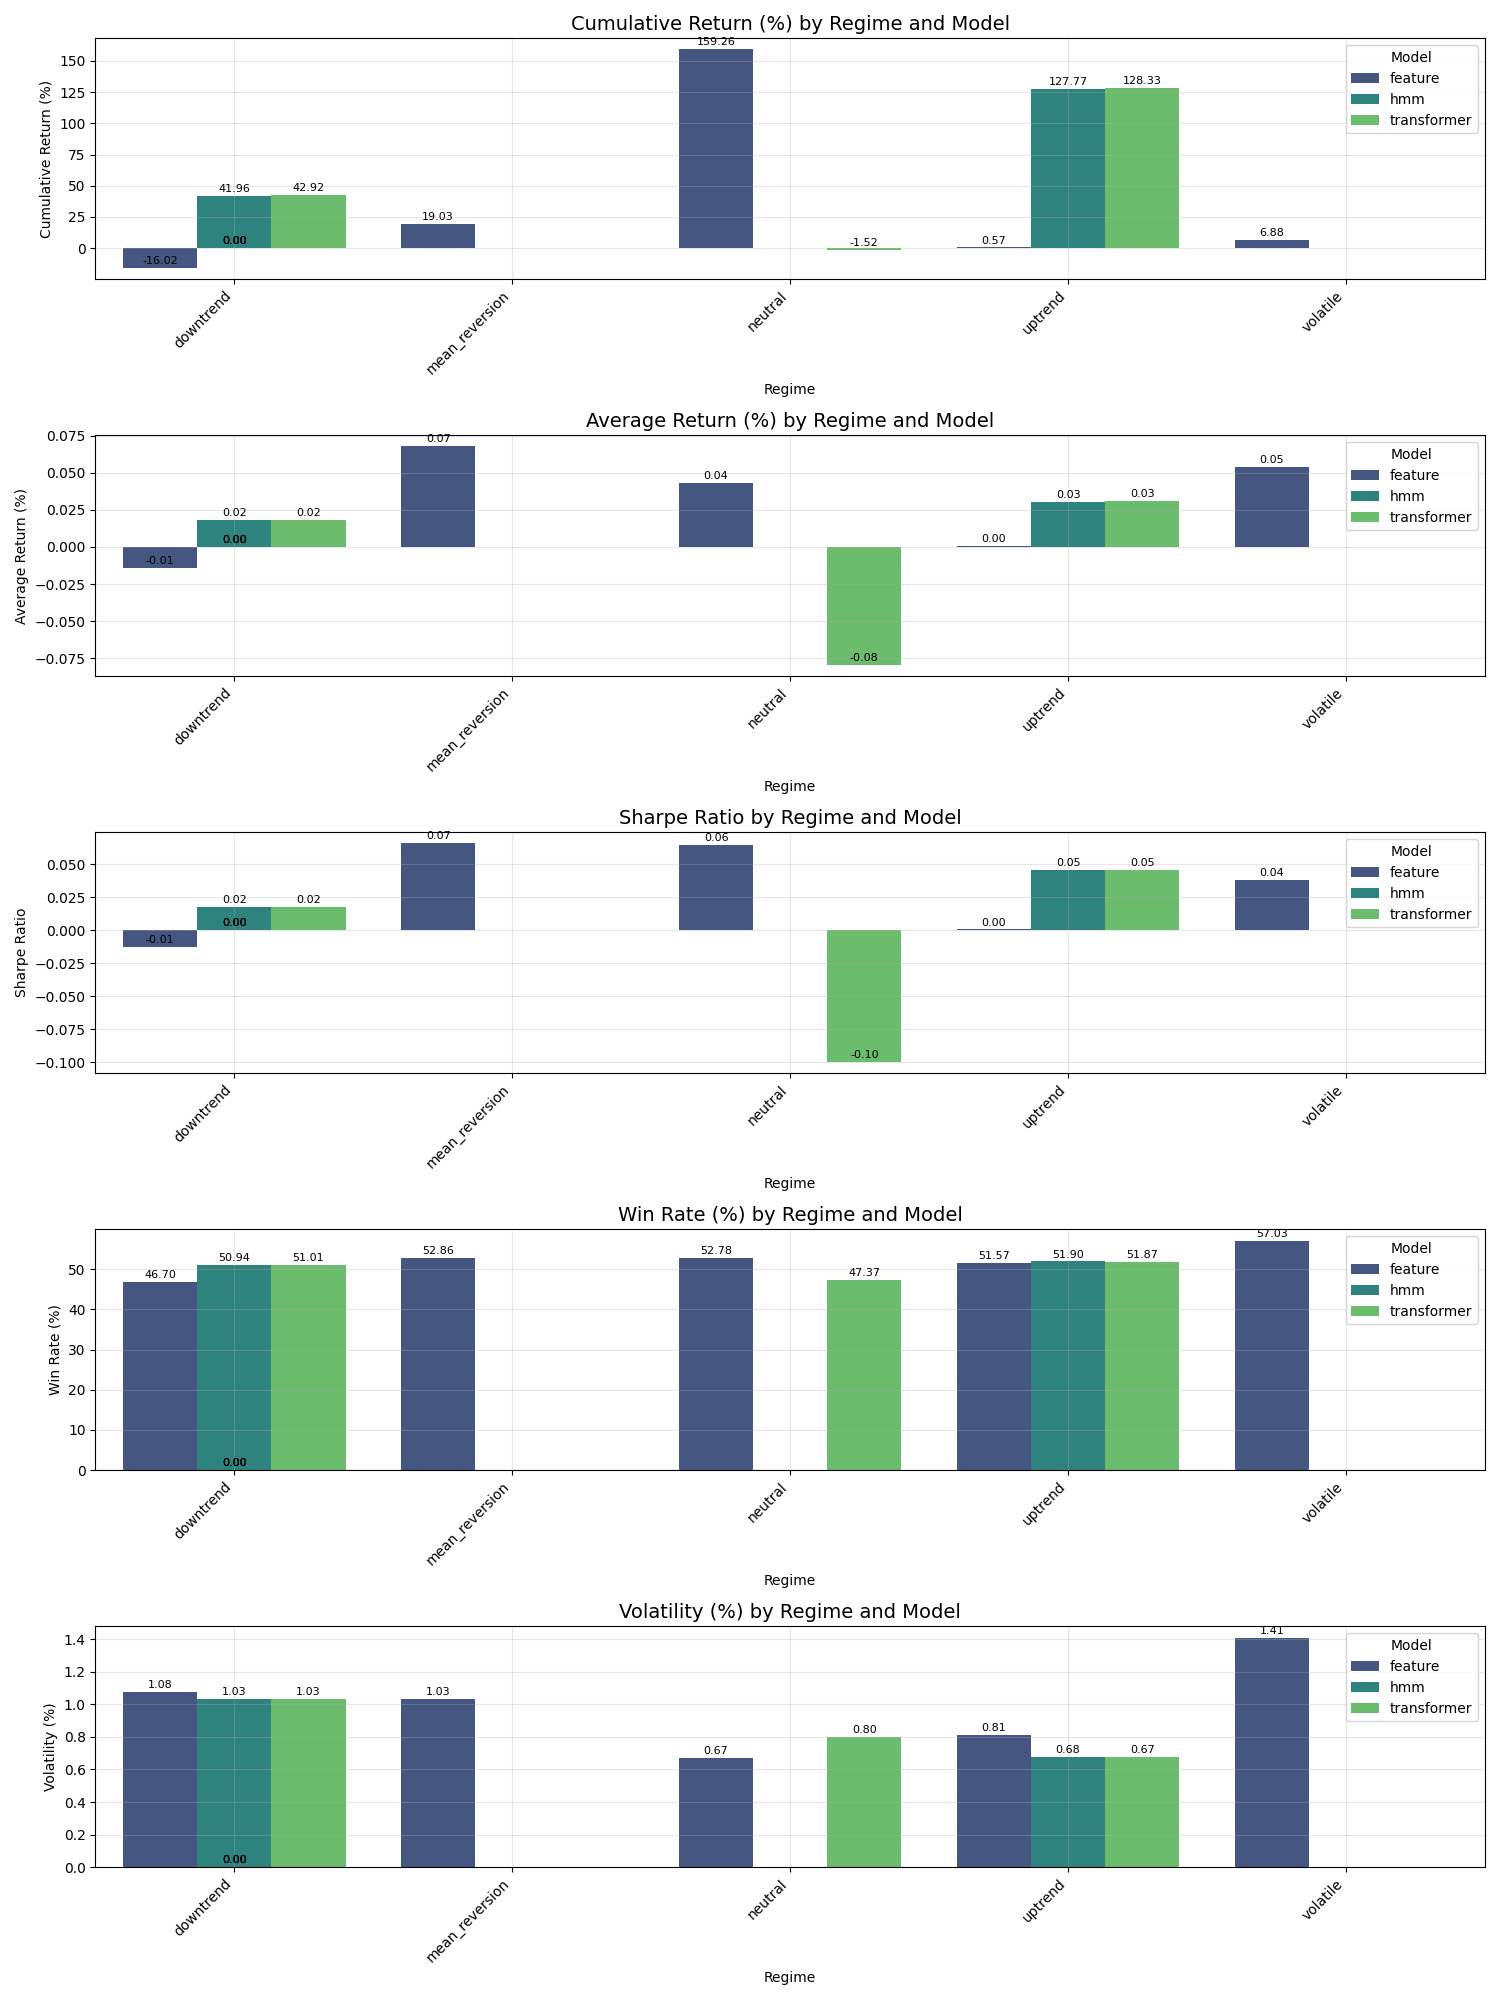 Cumulative Return (%) by Regime and Model
Cumulative Return (%)
150
125
100
75
50
25
0
-16.02
41.96
0.00
42.92
19.03
159.26
-1.52
0.57
127.77
128.33
6.88
Model
feature
hmm
transformer
downtrend
mean_reversion
neutral
uptrend
volatile
Regime
Average Return (%) by Regime and Model
Average Return (%)
0.075
0.050
0.025
0.000
−0.025
−0.050
−0.075
-0.01
0.02
0.00
0.02
0.07
0.04
-0.08
0.00
0.03
0.03
0.05
Model
feature
hmm
transformer
downtrend
mean_reversion
neutral
uptrend
volatile
Regime
Sharpe Ratio by Regime and Model
Sharpe Ratio
0.050
0.025
0.000
−0.025
−0.050
−0.075
−0.100
-0.01
0.02
0.00
0.02
0.07
0.06
-0.10
0.00
0.05
0.05
0.04
Model
feature
hmm
transformer
downtrend
mean_reversion
neutral
uptrend
volatile
Regime
Win Rate (%) by Regime and Model
Win Rate (%)
50
40
30
20
10
0
46.70
50.94
0.00
51.01
52.86
52.78
47.37
51.57
51.90
51.87
57.03
Model
feature
hmm
transformer
downtrend
mean_reversion
neutral
uptrend
volatile
Regime
Volatility (%) by Regime and Model
Volatility (%)
1.4
1.2
1.0
0.8
0.6
0.4
0.2
0.0
1.08
1.03
0.00
1.03
1.03
0.67
0.80
0.81
0.68
0.67
1.41
Model
feature
hmm
transformer
downtrend
mean_reversion
neutral
uptrend
volatile
Regime